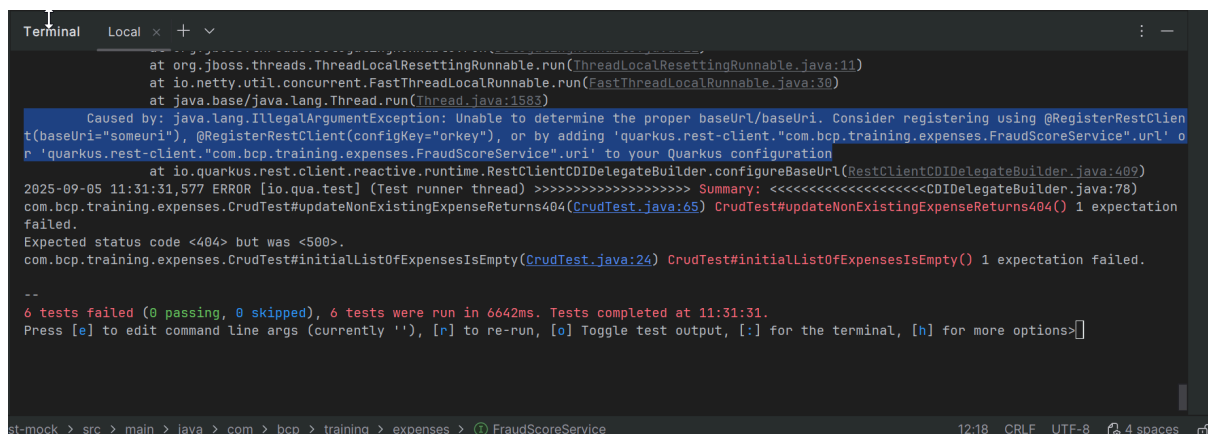 Terminal Local × +
at org.jboss.threads.ThreadLocalResettingRunnable.run(ThreadLocalResettingRunnable.java:11)
at io.netty.util.concurrent.FastThreadLocalRunnable.run(FastThreadLocalRunnable.java:30)
at java.base/java.lang.Thread.run(Thread.java:1583)
Caused by: java.lang.IllegalArgumentException: Unable to determine the proper baseUrl/baseUri. Consider registering using @RegisterRestClien
t(baseUri="someuri"), @RegisterRestClient(configKey="orkey"), or by adding 'quarkus.rest-client."com.bcp.training.expenses.FraudScoreService".url' o
r 'quarkus.rest-client."com.bcp.training.expenses.FraudScoreService".uri' to your Quarkus configuration
at io.quarkus.rest.client.reactive.runtime.RestClientCDIDelegateBuilder.configureBaseUrl(RestClientCDIDelegateBuilder.java:409)
2025-09-05 11:31:31,577 ERROR [io.qua.test] (Test runner thread) >>>>>>>>>>>>>>>>>>>> Summary: <<<<<<<<<<<<<<<<<<<<CDIDelegateBuilder.java:78)
com.bcp.training.expenses.CrudTest#updateNonExistingExpenseReturns404(CrudTest.java:65) CrudTest#updateNonExistingExpenseReturns404() 1 expectation
failed.
Expected status code <404> but was <500>.
com.bcp.training.expenses.CrudTest#initialListOfExpensesIsEmpty(CrudTest.java:24) CrudTest#initialListOfExpensesIsEmpty() 1 expectation failed.
--
6 tests failed (0 passing, 0 skipped), 6 tests were run in 6642ms. Tests completed at 11:31:31.
Press [e] to edit command line args (currently ''), [r] to re-run, [o] Toggle test output, [:] for the terminal, [h] for more options>
st-mock > src > main > java > com > bcp > training > expenses > FraudScoreService 12:18 CRLF UTF-8 4 spaces